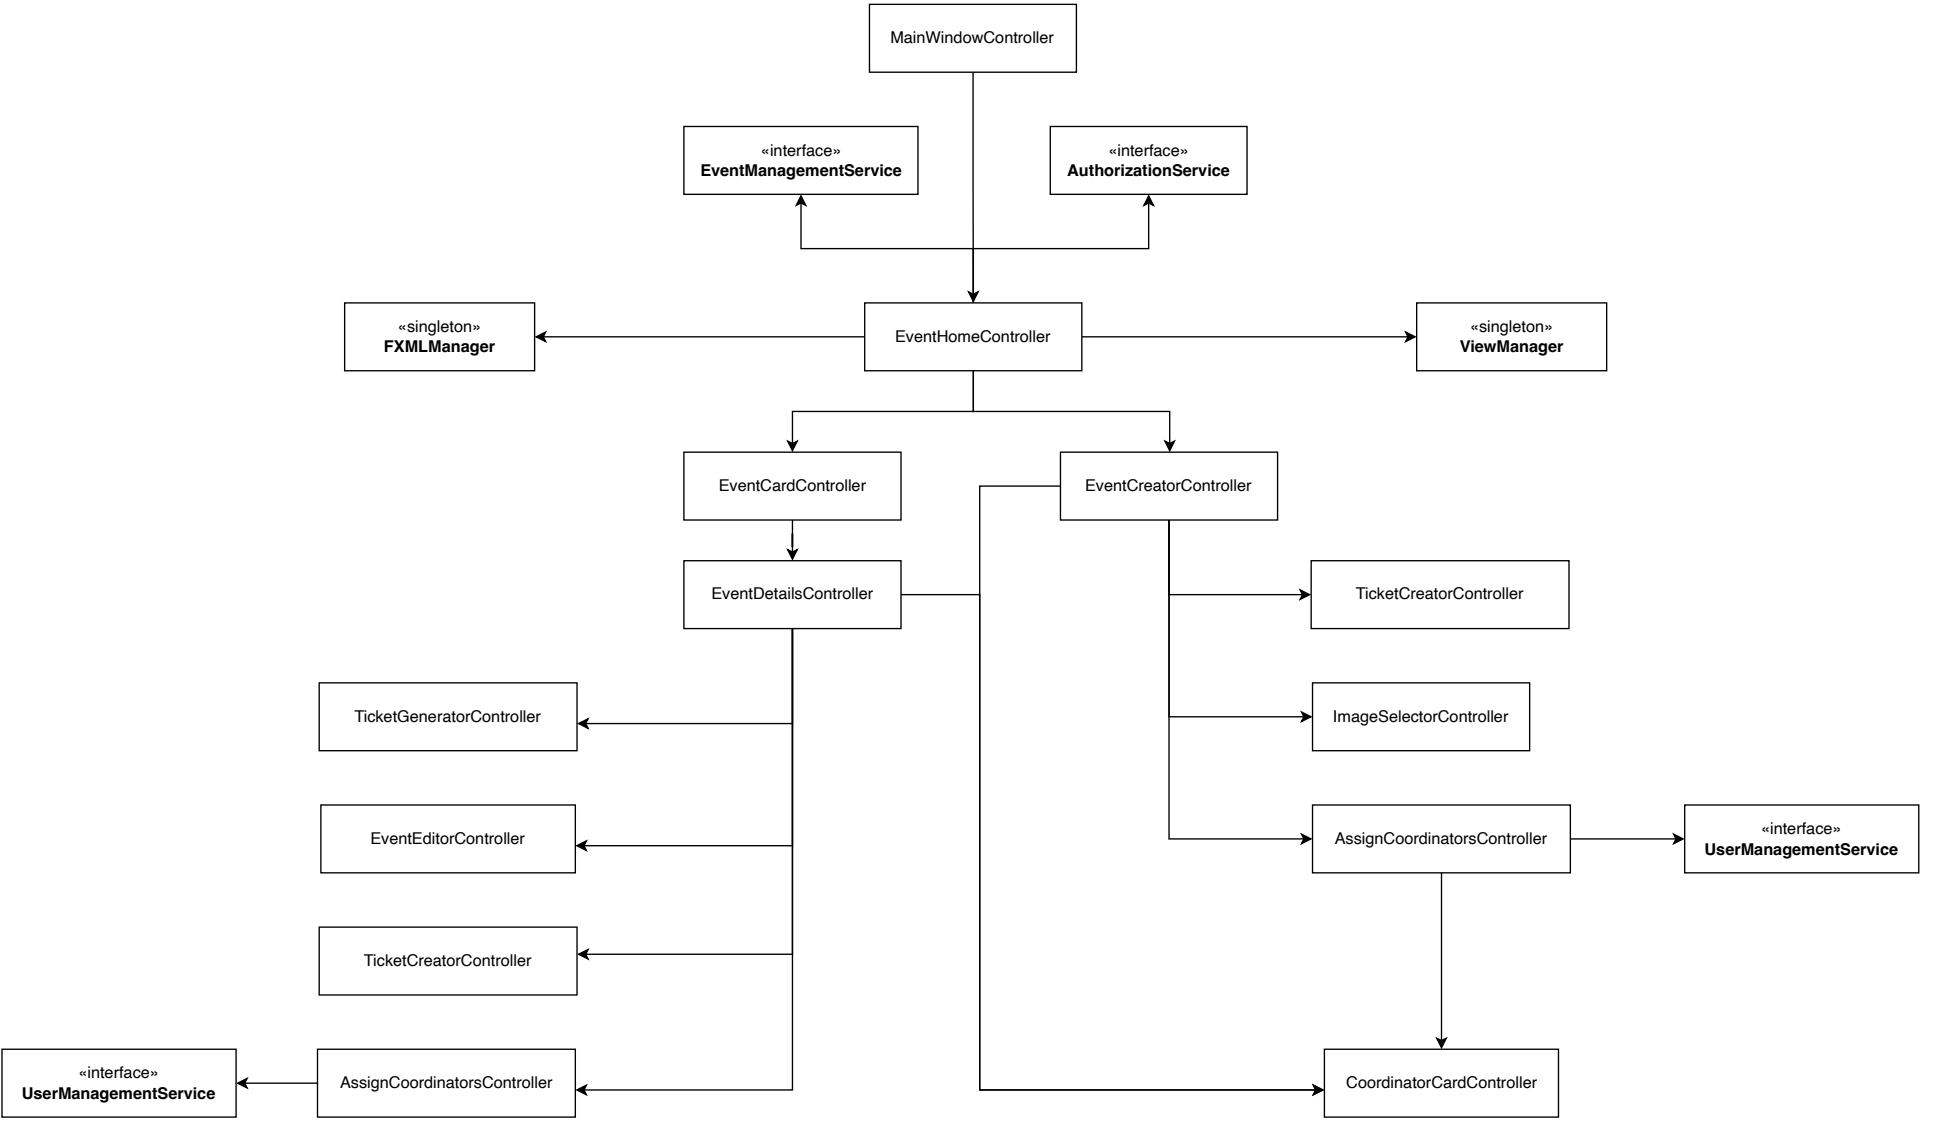 MainWindowController
«interface»
EventManagementService
«interface»
AuthorizationService
«singleton»
FXMLManager
EventHomeController
«singleton»
ViewManager
EventCardController
EventCreatorController
EventDetailsController
TicketCreatorController
TicketGeneratorController
ImageSelectorController
EventEditorController
AssignCoordinatorsController
«interface»
UserManagementService
TicketCreatorController
«interface»
UserManagementService
AssignCoordinatorsController
CoordinatorCardController